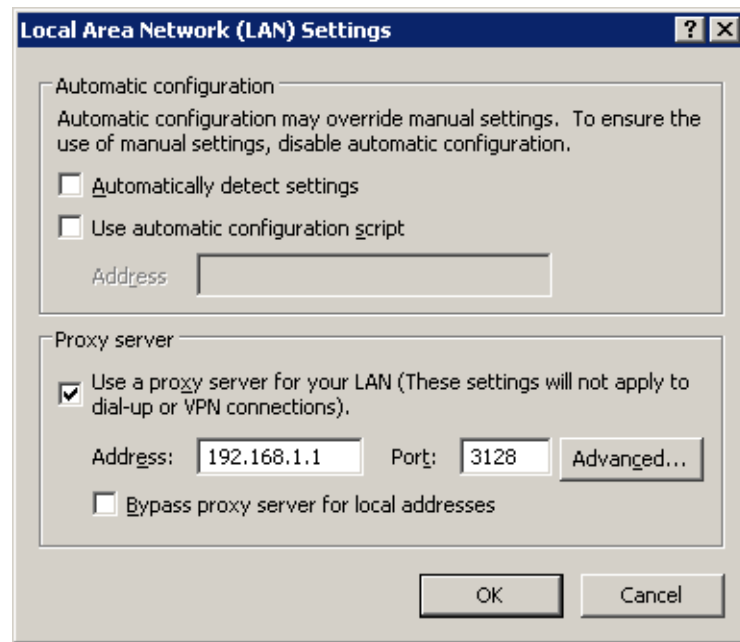 Local Area Network (LAN) Settings
Automatic configuration
Automatic configuration may override manual settings. To ensure the
use of manual settings, disable automatic configuration.
Automatically detect settings
Use automatic configuration script
Address
Proxy server
Use a proxy server for your LAN (These settings will not apply to
dial-up or VPN connections).
Address: 192.168.1.1 Port: 3128 Advanced...
Bypass proxy server for local addresses
OK Cancel